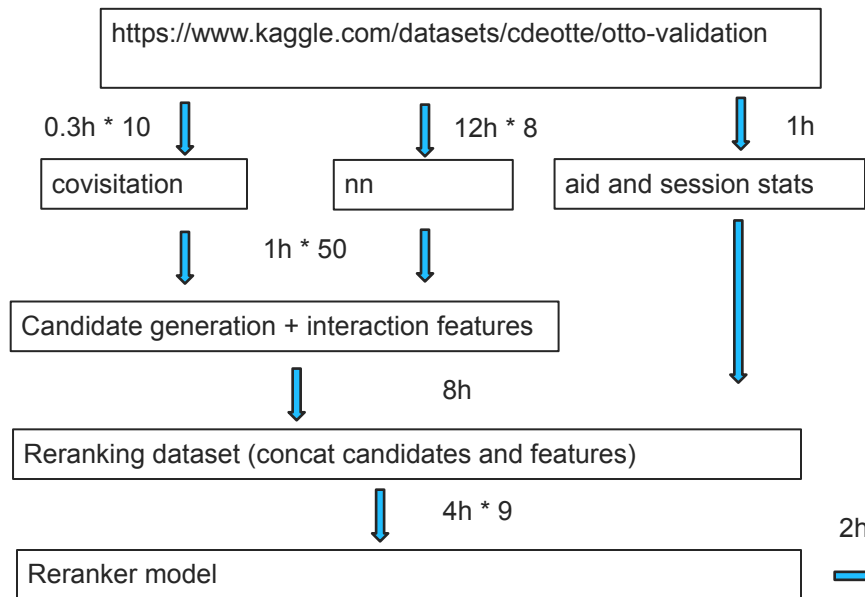 https://www.kaggle.com/datasets/cdeotte/otto-validation
0.3h * 10
12h * 8
1h
covisitation
nn
aid and session stats
1h * 50
Candidate generation + interaction features
8h
Reranking dataset (concat candidates and features)
4h * 9
2h
Reranker model